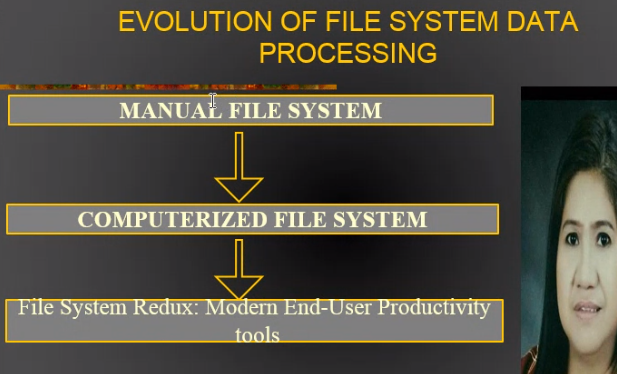 EVOLUTION OF FILE SYSTEM DATA
PROCESSING
MANUAL FILE SYSTEM
COMPUTERIZED FILE SYSTEM
File System Redux: Modern End-User Productivity
tools